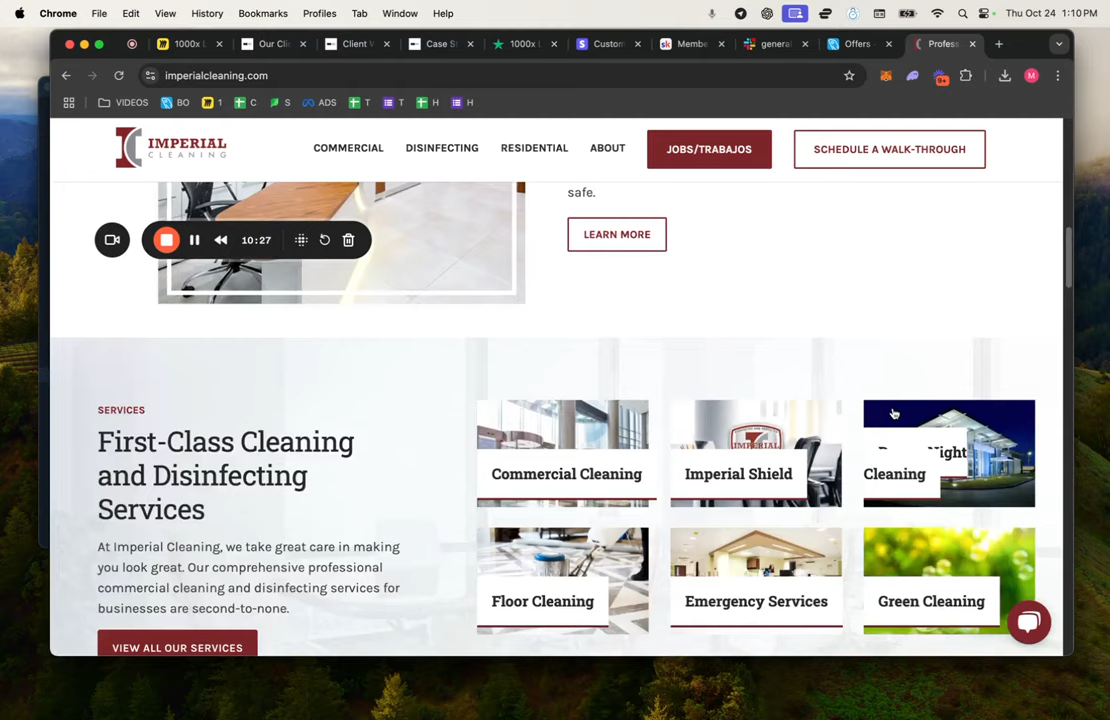 Chrome File Edit View History Bookmarks Profiles Tab Window Help Thu Oct 24 1:10 PM
1000x L Our Clie Client V Case St 1000x L Custom Membe general Offers - Profess
imperialcleaning.com 9+ M
VIDEOS BO 1 C S ADS T T H H
IMPERIAL
CLEANING
COMMERCIAL DISINFECTING RESIDENTIAL ABOUT JOBS/TRABAJOS SCHEDULE A WALK-THROUGH
safe.
LEARN MORE
10:27
SERVICES
First-Class Cleaning
and Disinfecting
Services
At Imperial Cleaning, we take great care in making
you look great. Our comprehensive professional
commercial cleaning and disinfecting services for
businesses are second-to-none.
VIEW ALL OUR SERVICES
Commercial Cleaning
Imperial Shield
IMPERIAL
Night
Cleaning
Floor Cleaning
Emergency Services
Green Cleaning